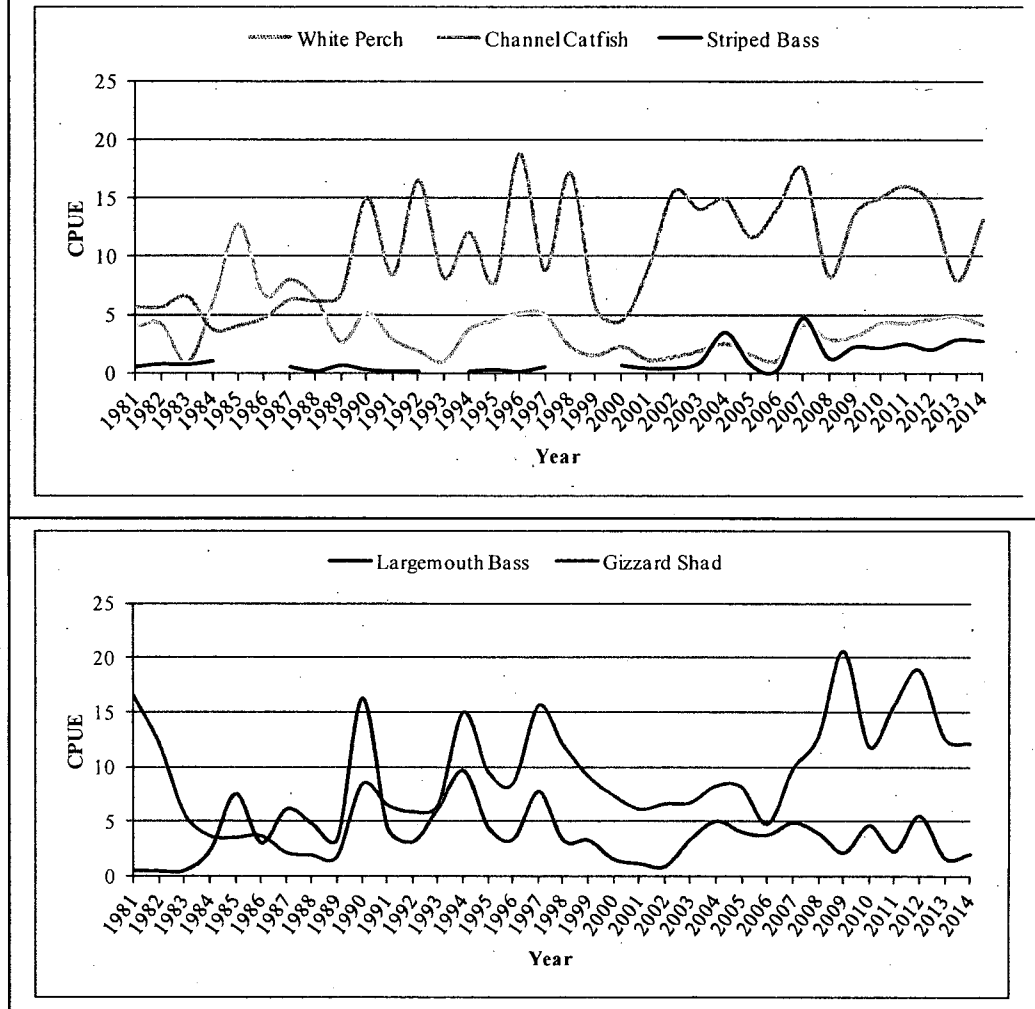 White Perch Channel Catfish Striped Bass
25
20
15
10
5
0
CPUE
1981 1982 1983 1984 1985 1986 1987 1988 1989 1990 1991 1992 1993 1994 1995 1996 1997 1998 1999 2000 2001 2002 2003 2004 2005 2006 2007 2008 2009 2010 2011 2012 2013 2014
Year
Largemouth Bass Gizzard Shad
25
20
15
10
5
0
CPUE
1981 1982 1983 1984 1985 1986 1987 1988 1989 1990 1991 1992 1993 1994 1995 1996 1997 1998 1999 2000 2001 2002 2003 2004 2005 2006 2007 2008 2009 2010 2011 2012 2013 2014
Year